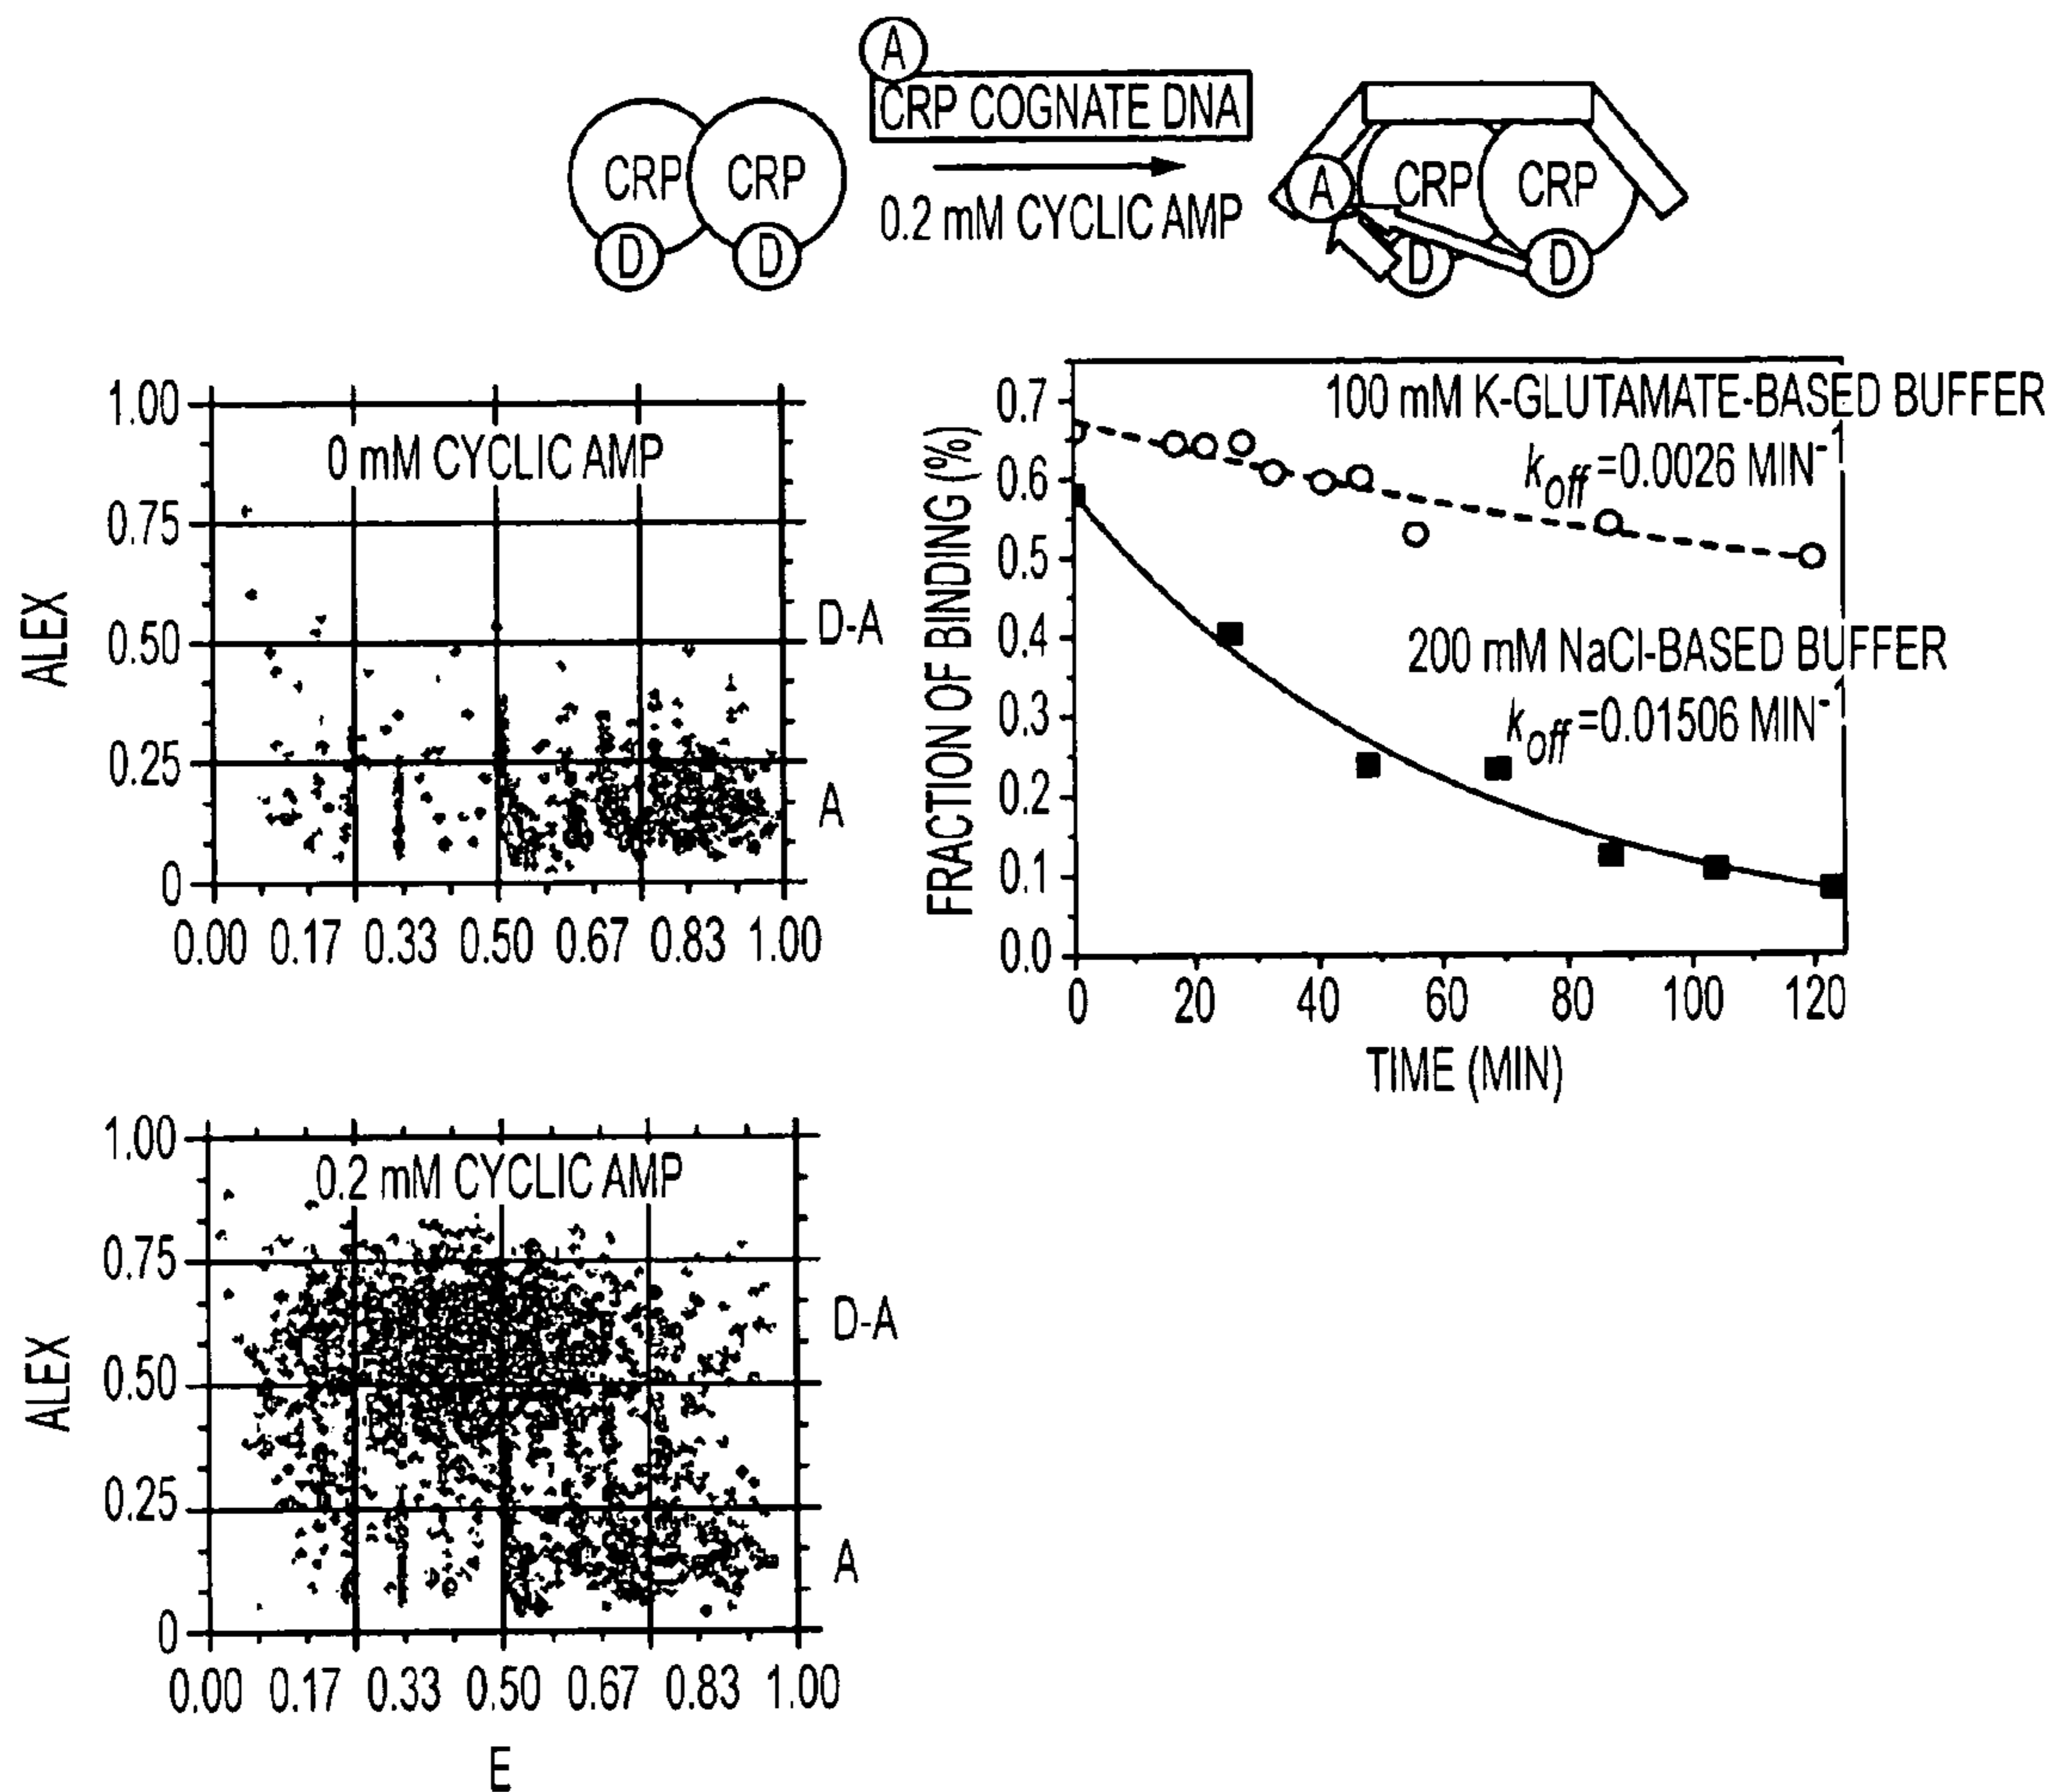 A
CRP COGNATE DNA
CRP CRP
D D
0.2 mM CYCLIC AMP
A CRP CRP
D D
1.00
0.75
0.50
0.25
0
ALEX
0 mM CYCLIC AMP
D-A
A
0.00 0.17 0.33 0.50 0.67 0.83 1.00
0.7
0.6
0.5
0.4
0.3
0.2
0.1
0.0
FRACTION OF BINDING (%)
100 mM K-GLUTAMATE-BASED BUFFER
koff=0.0026 MIN-1
200 mM NaCl-BASED BUFFER
koff=0.01506 MIN-1
0 20 40 60 80 100 120
TIME (MIN)
1.00
0.75
0.50
0.25
0
ALEX
0.2 mM CYCLIC AMP
D-A
A
0.00 0.17 0.33 0.50 0.67 0.83 1.00
E